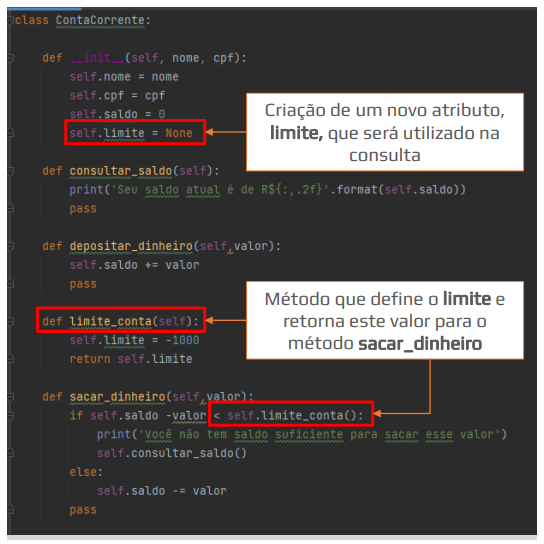 class ContaCorrente:
def __init__(self, nome, cpf):
self.nome = nome
self.cpf = cpf
self.saldo = 0
self.limite = None
Criação de um novo atributo,
limite, que será utilizado na
consulta
def consultar_saldo(self):
print('Seu saldo atual é de R${:,.2f}'.format(self.saldo))
pass
def depositar_dinheiro(self,valor):
self.saldo += valor
pass
Método que define o limite e
retorna este valor para o
método sacar_dinheiro
def limite_conta(self):
self.limite = -1000
return self.limite
def sacar_dinheiro(self,valor):
if self.saldo -valor < self.limite_conta():
print('Você não tem saldo suficiente para sacar esse valor')
self.consultar_saldo()
else:
self.saldo -= valor
pass